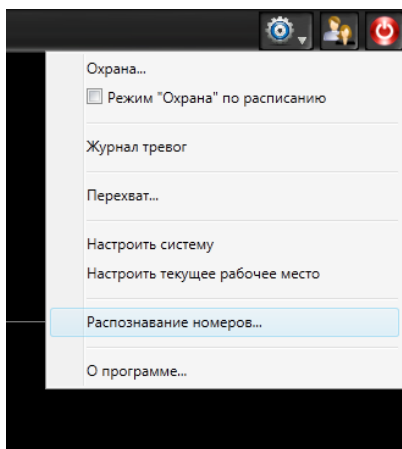 Охрана...
Режим "Охрана" по расписанию
Журнал тревог
Перехват...
Настроить систему
Настроить текущее рабочее место
Распознавание номеров...
О программе...